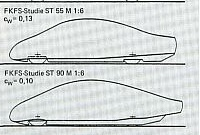 FKFS-Studie ST 55 M 1:6
cw = 0,13
FKFS-Studie ST 90 M 1:6
cw = 0,10